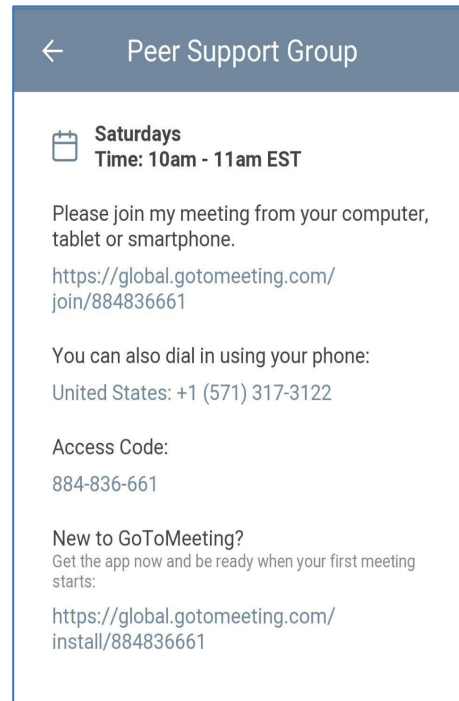 Peer Support Group
Saturdays
Time: 10am - 11am EST
Please join my meeting from your computer,
tablet or smartphone.
https://global.gotomeeting.com/
join/884836661
You can also dial in using your phone:
United States: +1 (571) 317-3122
Access Code:
884-836-661
New to GoToMeeting?
Get the app now and be ready when your first meeting
starts:
https://global.gotomeeting.com/
install/884836661